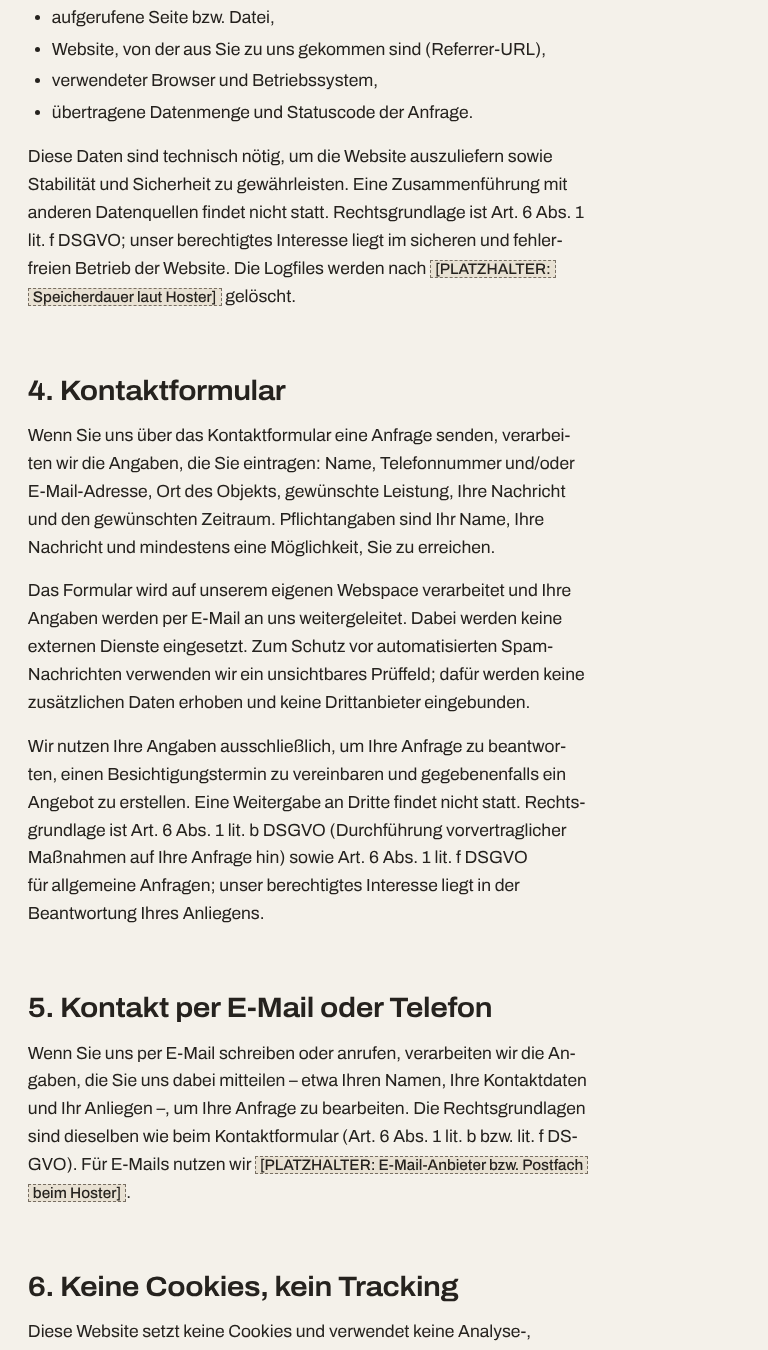 • aufgerufene Seite bzw. Datei,
• Website, von der aus Sie zu uns gekommen sind (Referrer-URL),
• verwendeter Browser und Betriebssystem,
• übertragene Datenmenge und Statuscode der Anfrage.
Diese Daten sind technisch nötig, um die Website auszuliefern sowie
Stabilität und Sicherheit zu gewährleisten. Eine Zusammenführung mit
anderen Datenquellen findet nicht statt. Rechtsgrundlage ist Art. 6 Abs. 1
lit. f DSGVO; unser berechtigtes Interesse liegt im sicheren und fehler-
freien Betrieb der Website. Die Logfiles werden nach [PLATZHALTER:
Speicherdauer laut Hoster] gelöscht.
4. Kontaktformular
Wenn Sie uns über das Kontaktformular eine Anfrage senden, verarbei-
ten wir die Angaben, die Sie eintragen: Name, Telefonnummer und/oder
E-Mail-Adresse, Ort des Objekts, gewünschte Leistung, Ihre Nachricht
und den gewünschten Zeitraum. Pflichtangaben sind Ihr Name, Ihre
Nachricht und mindestens eine Möglichkeit, Sie zu erreichen.
Das Formular wird auf unserem eigenen Webspace verarbeitet und Ihre
Angaben werden per E-Mail an uns weitergeleitet. Dabei werden keine
externen Dienste eingesetzt. Zum Schutz vor automatisierten Spam-
Nachrichten verwenden wir ein unsichtbares Prüffeld; dafür werden keine
zusätzlichen Daten erhoben und keine Drittanbieter eingebunden.
Wir nutzen Ihre Angaben ausschließlich, um Ihre Anfrage zu beantwor-
ten, einen Besichtigungstermin zu vereinbaren und gegebenenfalls ein
Angebot zu erstellen. Eine Weitergabe an Dritte findet nicht statt. Rechts-
grundlage ist Art. 6 Abs. 1 lit. b DSGVO (Durchführung vorvertraglicher
Maßnahmen auf Ihre Anfrage hin) sowie Art. 6 Abs. 1 lit. f DSGVO
für allgemeine Anfragen; unser berechtigtes Interesse liegt in der
Beantwortung Ihres Anliegens.
5. Kontakt per E-Mail oder Telefon
Wenn Sie uns per E-Mail schreiben oder anrufen, verarbeiten wir die An-
gaben, die Sie uns dabei mitteilen – etwa Ihren Namen, Ihre Kontaktdaten
und Ihr Anliegen –, um Ihre Anfrage zu bearbeiten. Die Rechtsgrundlagen
sind dieselben wie beim Kontaktformular (Art. 6 Abs. 1 lit. b bzw. lit. f DS-
GVO). Für E-Mails nutzen wir [PLATZHALTER: E-Mail-Anbieter bzw. Postfach
beim Hoster].
6. Keine Cookies, kein Tracking
Diese Website setzt keine Cookies und verwendet keine Analyse-,